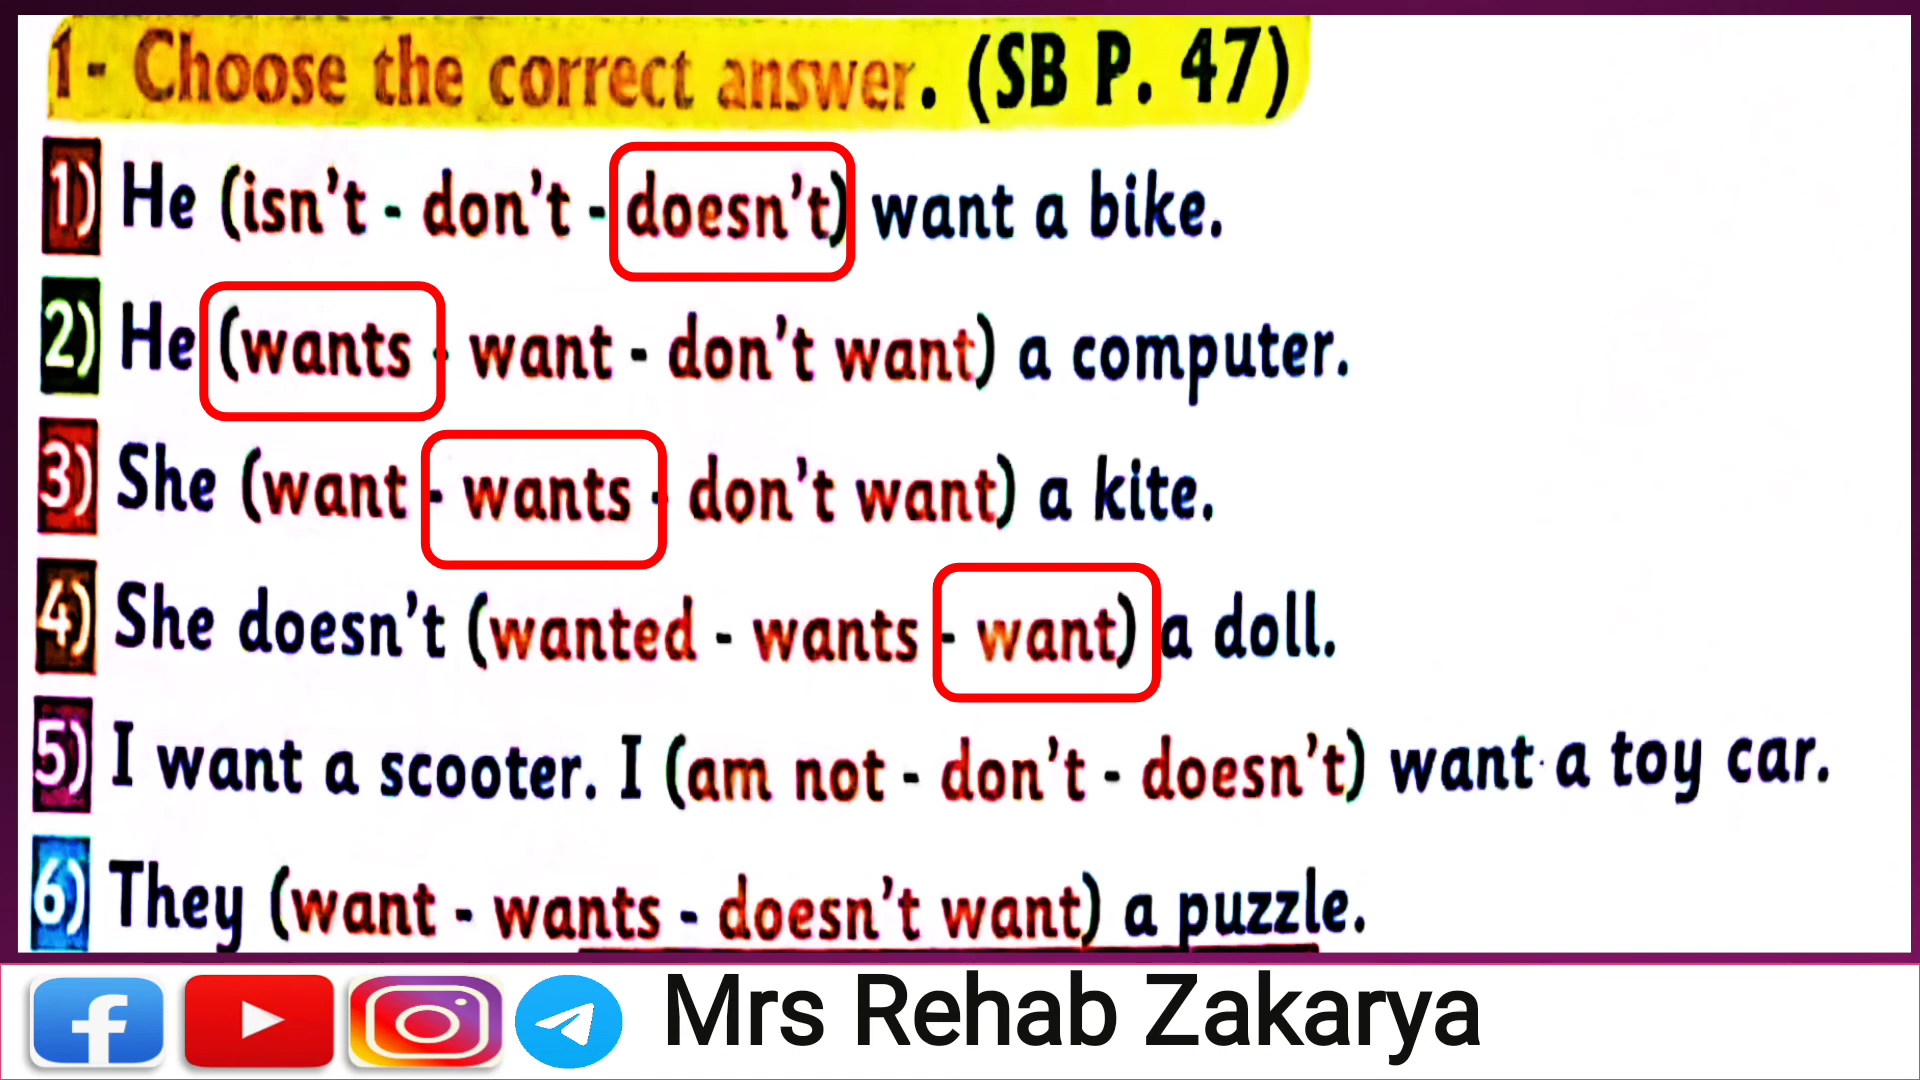 1- Choose the correct answer. (SB P. 47)
1) He (isn't - don't - doesn't) want a bike.
2) He (wants - want - don't want) a computer.
3) She (want - wants - don't want) a kite.
4) She doesn't (wanted - wants - want) a doll.
5) I want a scooter. I (am not - don't - doesn't) want a toy car.
6) They (want - wants - doesn't want) a puzzle.
Mrs Rehab Zakarya